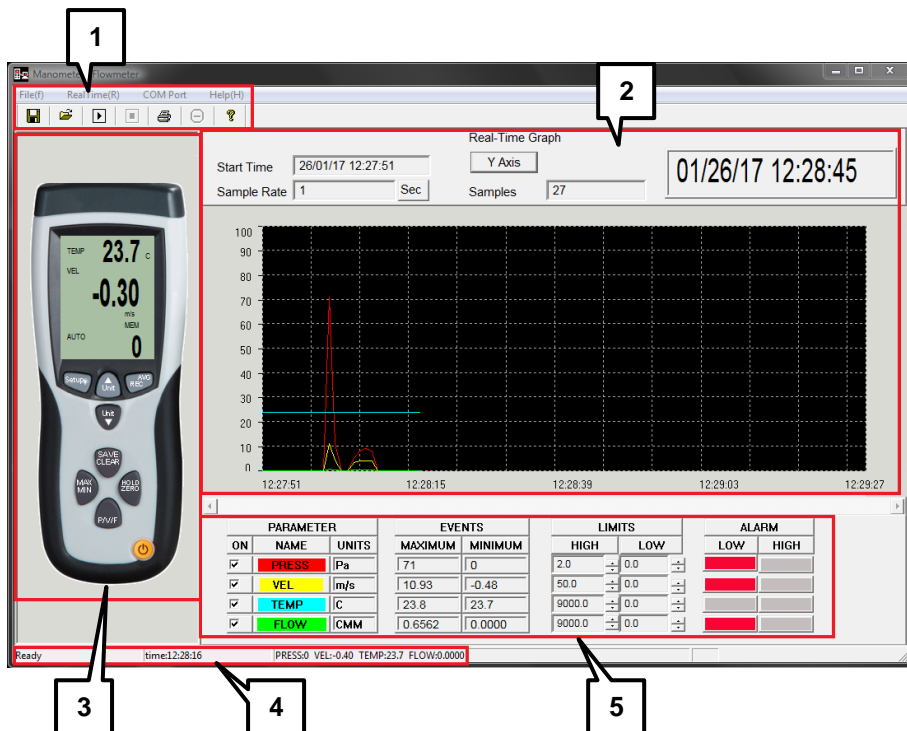 1
Manometer Flowmeter
File(f) RealTime(R) COM Port Help(H)
2
Real-Time Graph
Start Time 26/01/17 12:27:51 Y Axis
Sample Rate 1 Sec Samples 27
01/26/17 12:28:45
TEMP 23.7 C
VEL
-0.30
m/s
MEM
AUTO 0
Setup
Unit
AVG
REC
Unit
SAVE
CLEAR
MAX
MIN
HOLD
ZERO
P/V/F
100
90
80
70
60
50
40
30
20
10
0
12:27:51 12:28:15 12:28:39 12:29:03 12:29:27
PARAMETER EVENTS LIMITS ALARM
ON NAME UNITS MAXIMUM MINIMUM HIGH LOW LOW HIGH
PRESS Pa 71 0 2.0 0.0
VEL m/s 10.93 -0.48 50.0 0.0
TEMP C 23.8 23.7 9000.0 0.0
FLOW CMM 0.6562 0.0000 9000.0 0.0
Ready time:12:28:16 PRESS:0 VEL:-0.40 TEMP:23.7 FLOW:0.0000
3
4
5